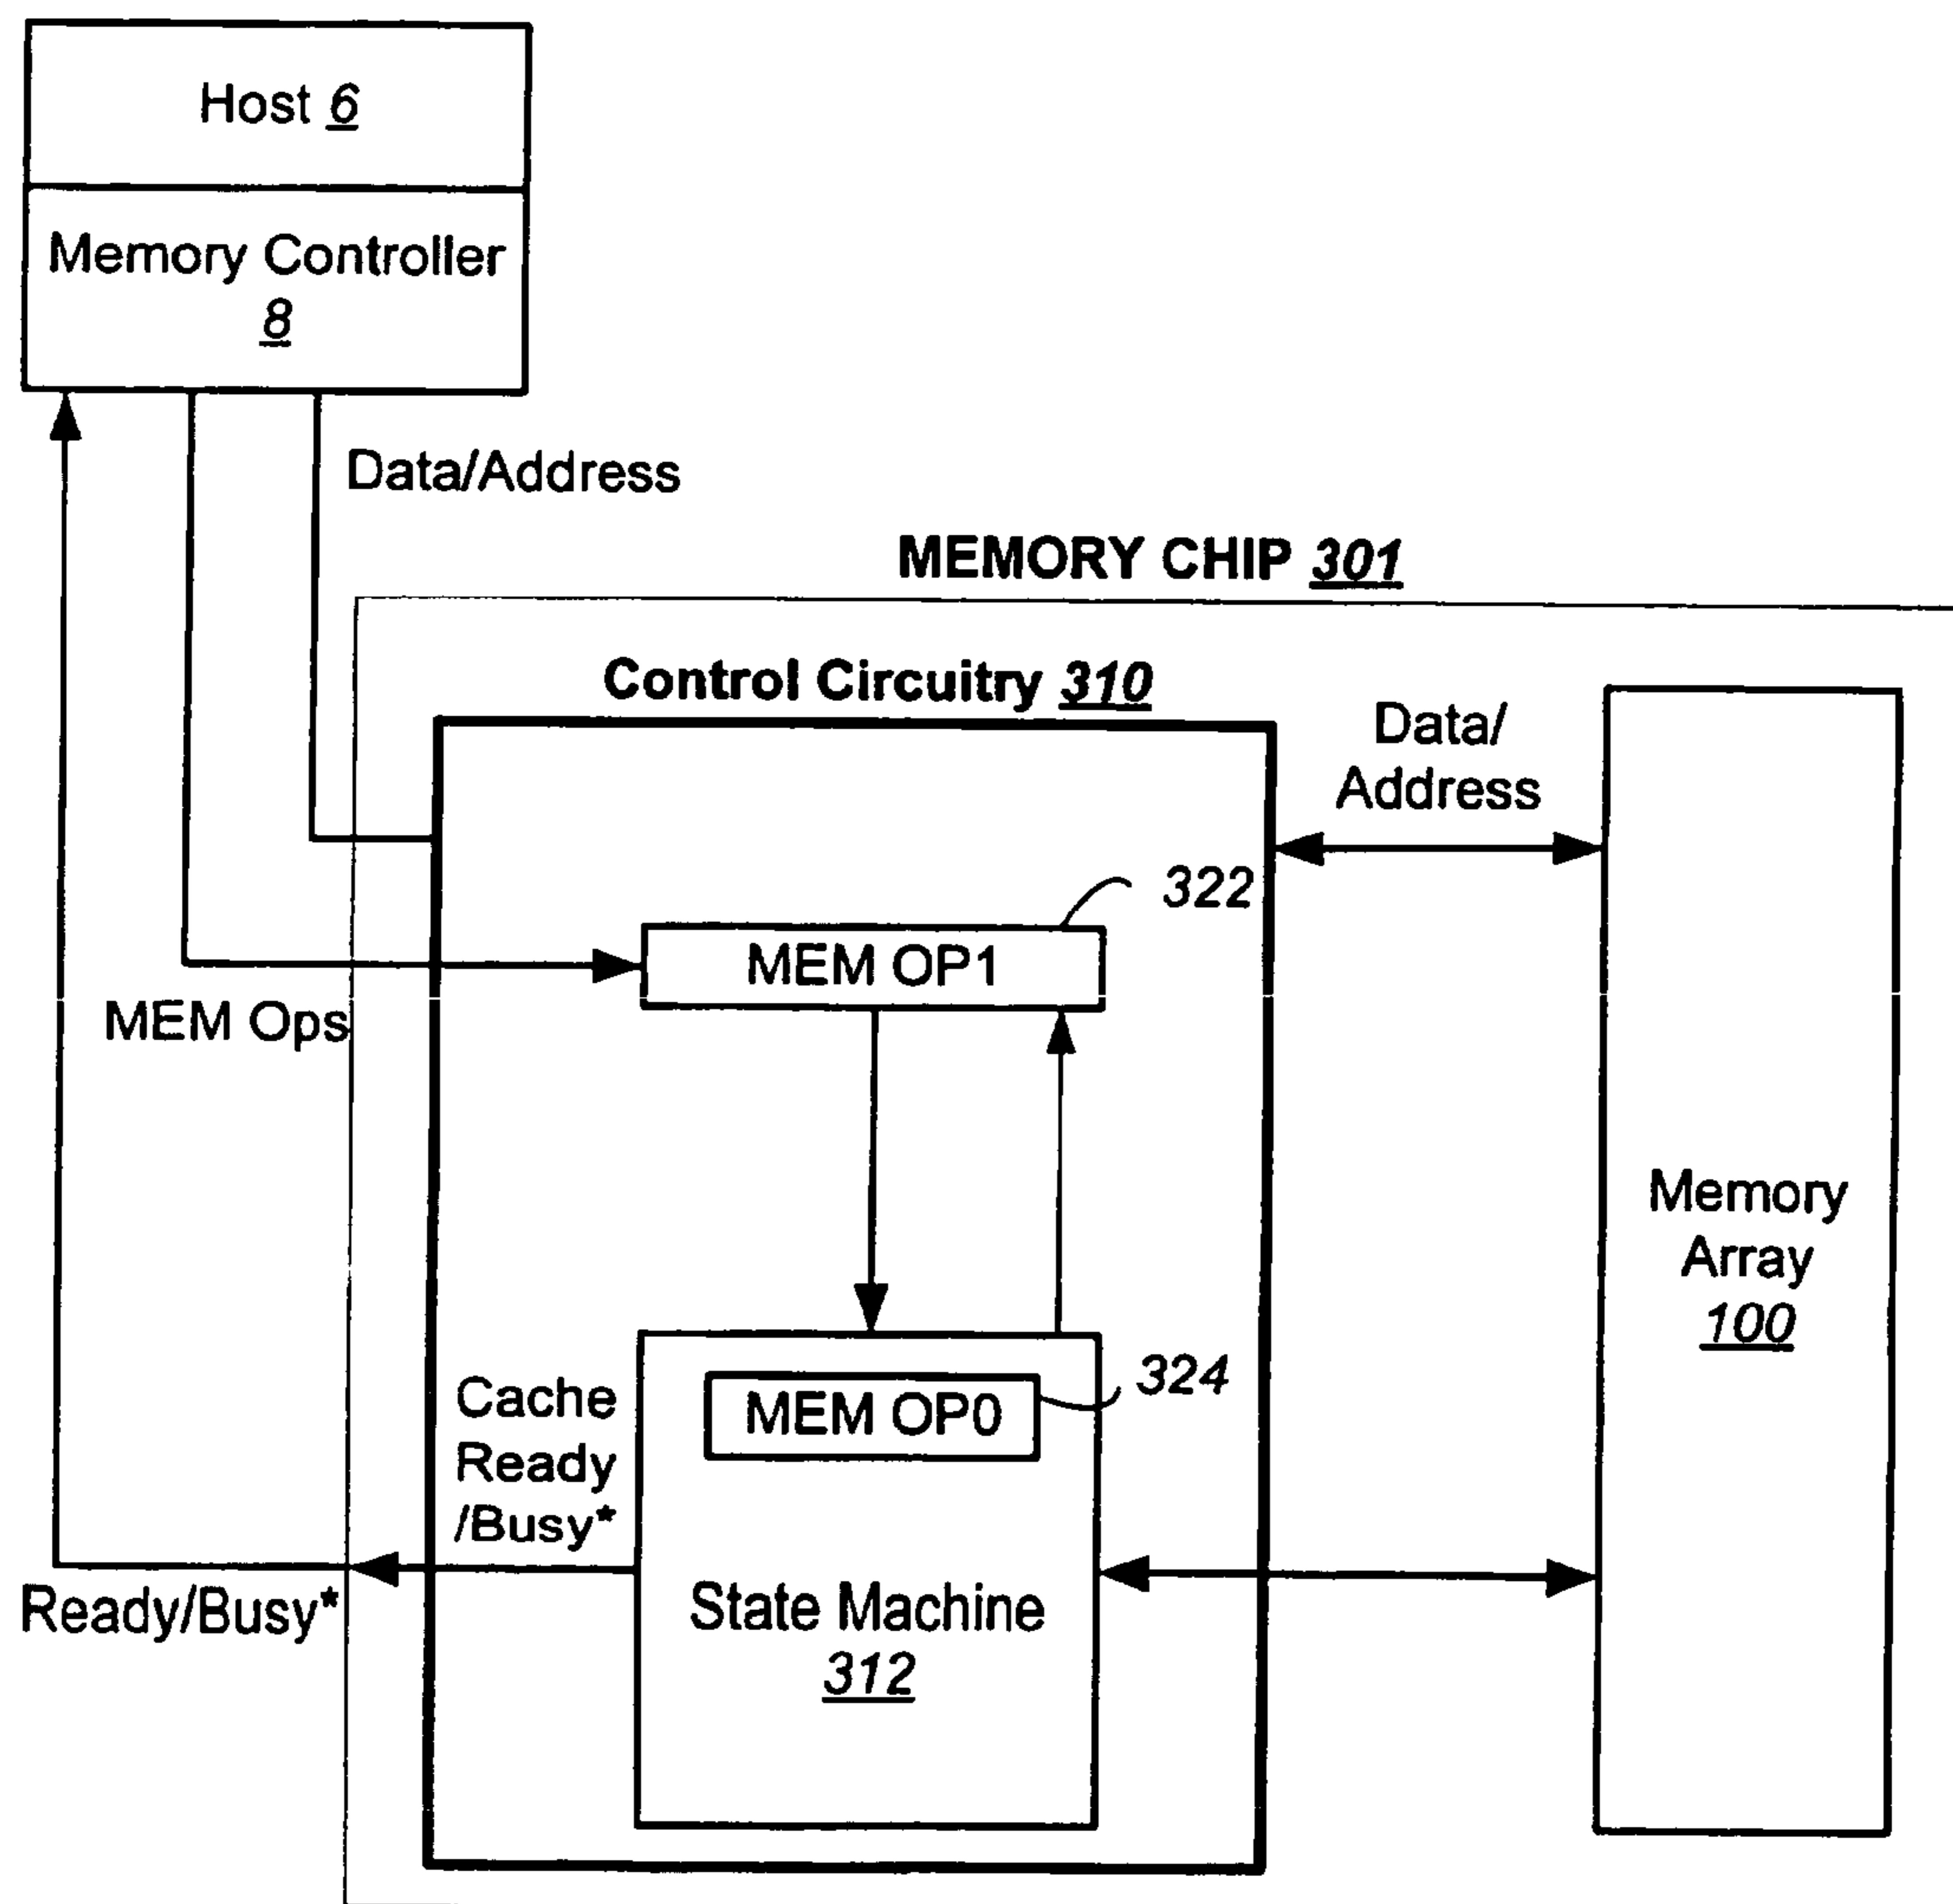 Host 6
Memory Controller
8
Data/Address
MEMORY CHIP 301
Control Circuitry 310
Data/
Address
322
MEM OP1
MEM Ops
Memory
Array
100
324
MEM OP0
Cache
Ready
/Busy*
Ready/Busy*
State Machine
312